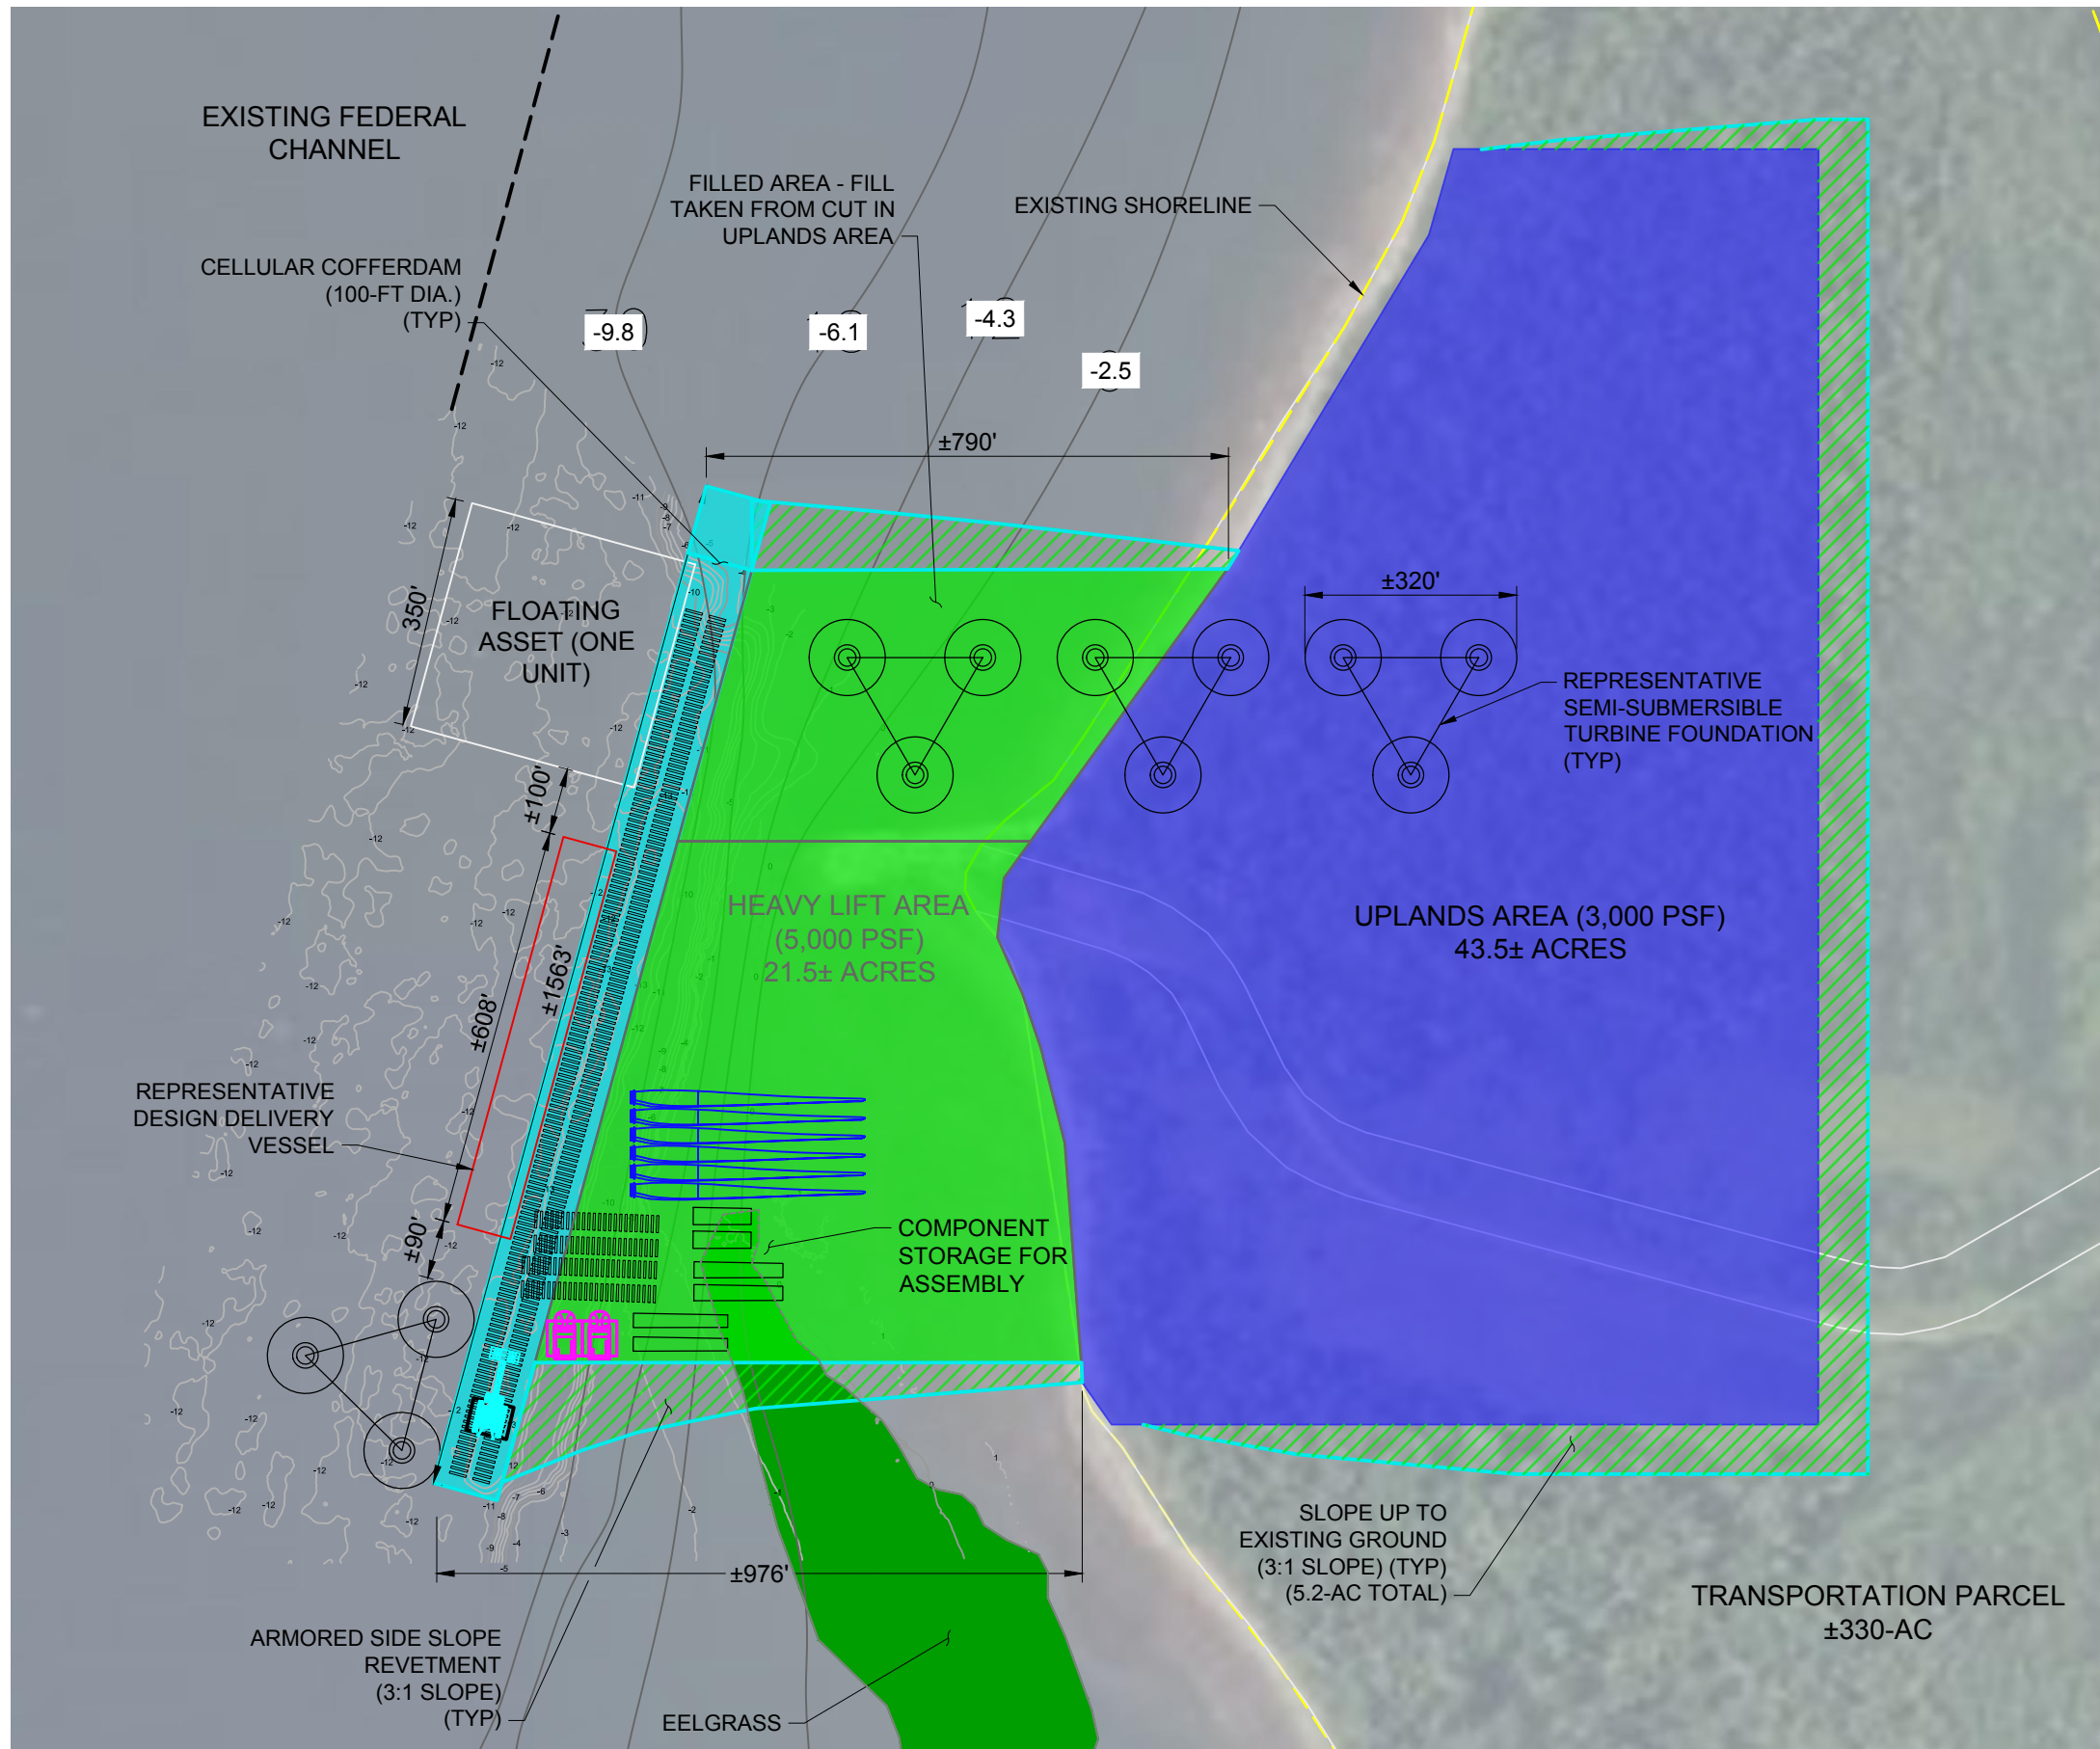 EXISTING FEDERAL
CHANNEL
FILLED AREA - FILL
TAKEN FROM CUT IN
UPLANDS AREA
EXISTING SHORELINE
CELLULAR COFFERDAM
(100-FT DIA.)
(TYP)
-9.8
-6.1
-4.3
-2.5
±790'
350'
FLOATING
ASSET (ONE
UNIT)
±320'
REPRESENTATIVE
SEMI-SUBMERSIBLE
TURBINE FOUNDATION
(TYP)
±100'
HEAVY LIFT AREA
(5,000 PSF)
21.5± ACRES
UPLANDS AREA (3,000 PSF)
43.5± ACRES
±1563'
±608'
REPRESENTATIVE
DESIGN DELIVERY
VESSEL
±90'
COMPONENT
STORAGE FOR
ASSEMBLY
SLOPE UP TO
EXISTING GROUND
(3:1 SLOPE) (TYP)
(5.2-AC TOTAL)
±976'
TRANSPORTATION PARCEL
±330-AC
ARMORED SIDE SLOPE
REVETMENT
(3:1 SLOPE)
(TYP)
EELGRASS